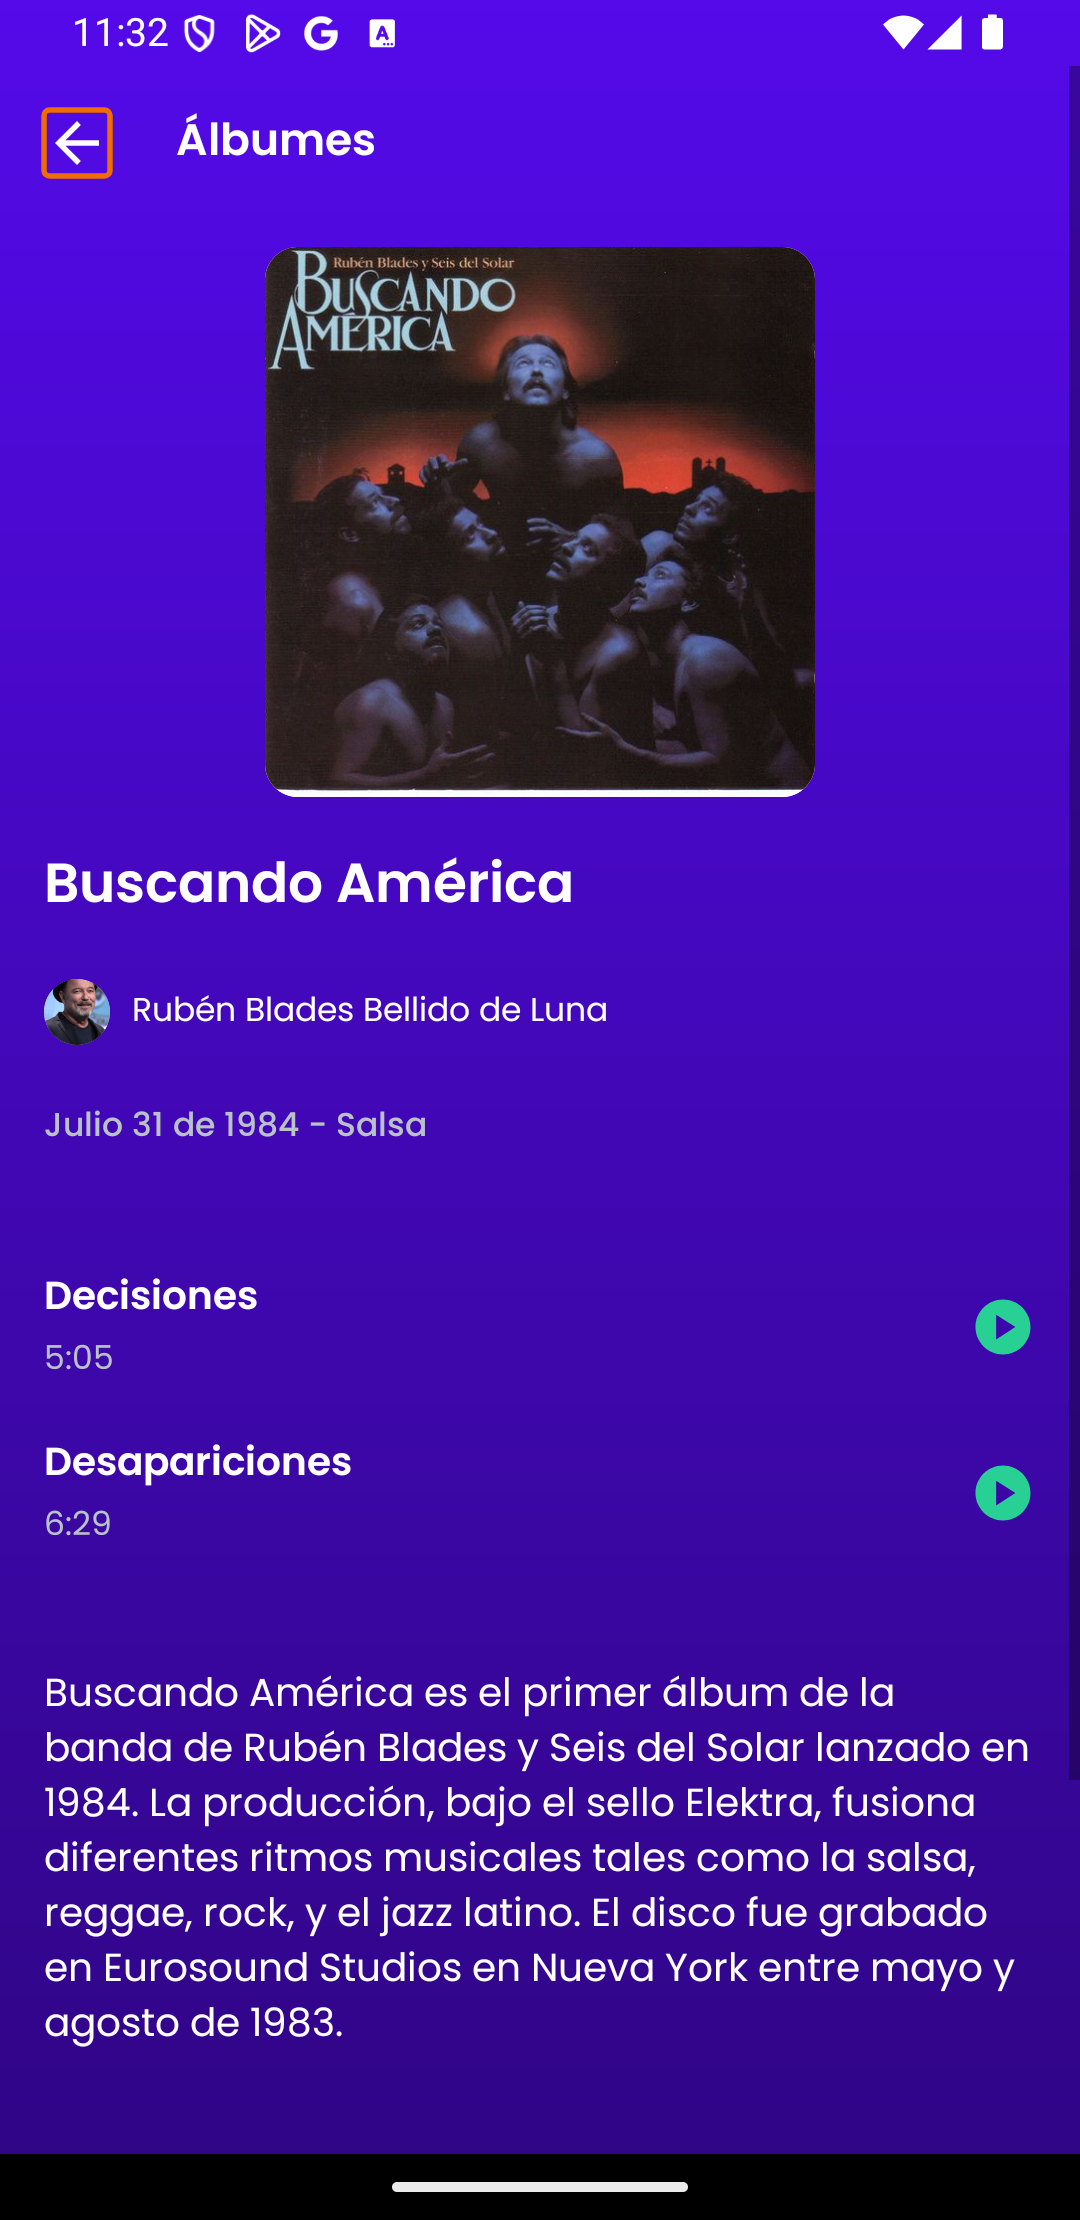 11:32
Álbumes
Rubén Blades y Seis del Solar
BUSCANDO
AMÉRICA
Buscando América
Rubén Blades Bellido de Luna
Julio 31 de 1984 - Salsa
Decisiones
5:05
Desapariciones
6:29
Buscando América es el primer álbum de la
banda de Rubén Blades y Seis del Solar lanzado en
1984. La producción, bajo el sello Elektra, fusiona
diferentes ritmos musicales tales como la salsa,
reggae, rock, y el jazz latino. El disco fue grabado
en Eurosound Studios en Nueva York entre mayo y
agosto de 1983.